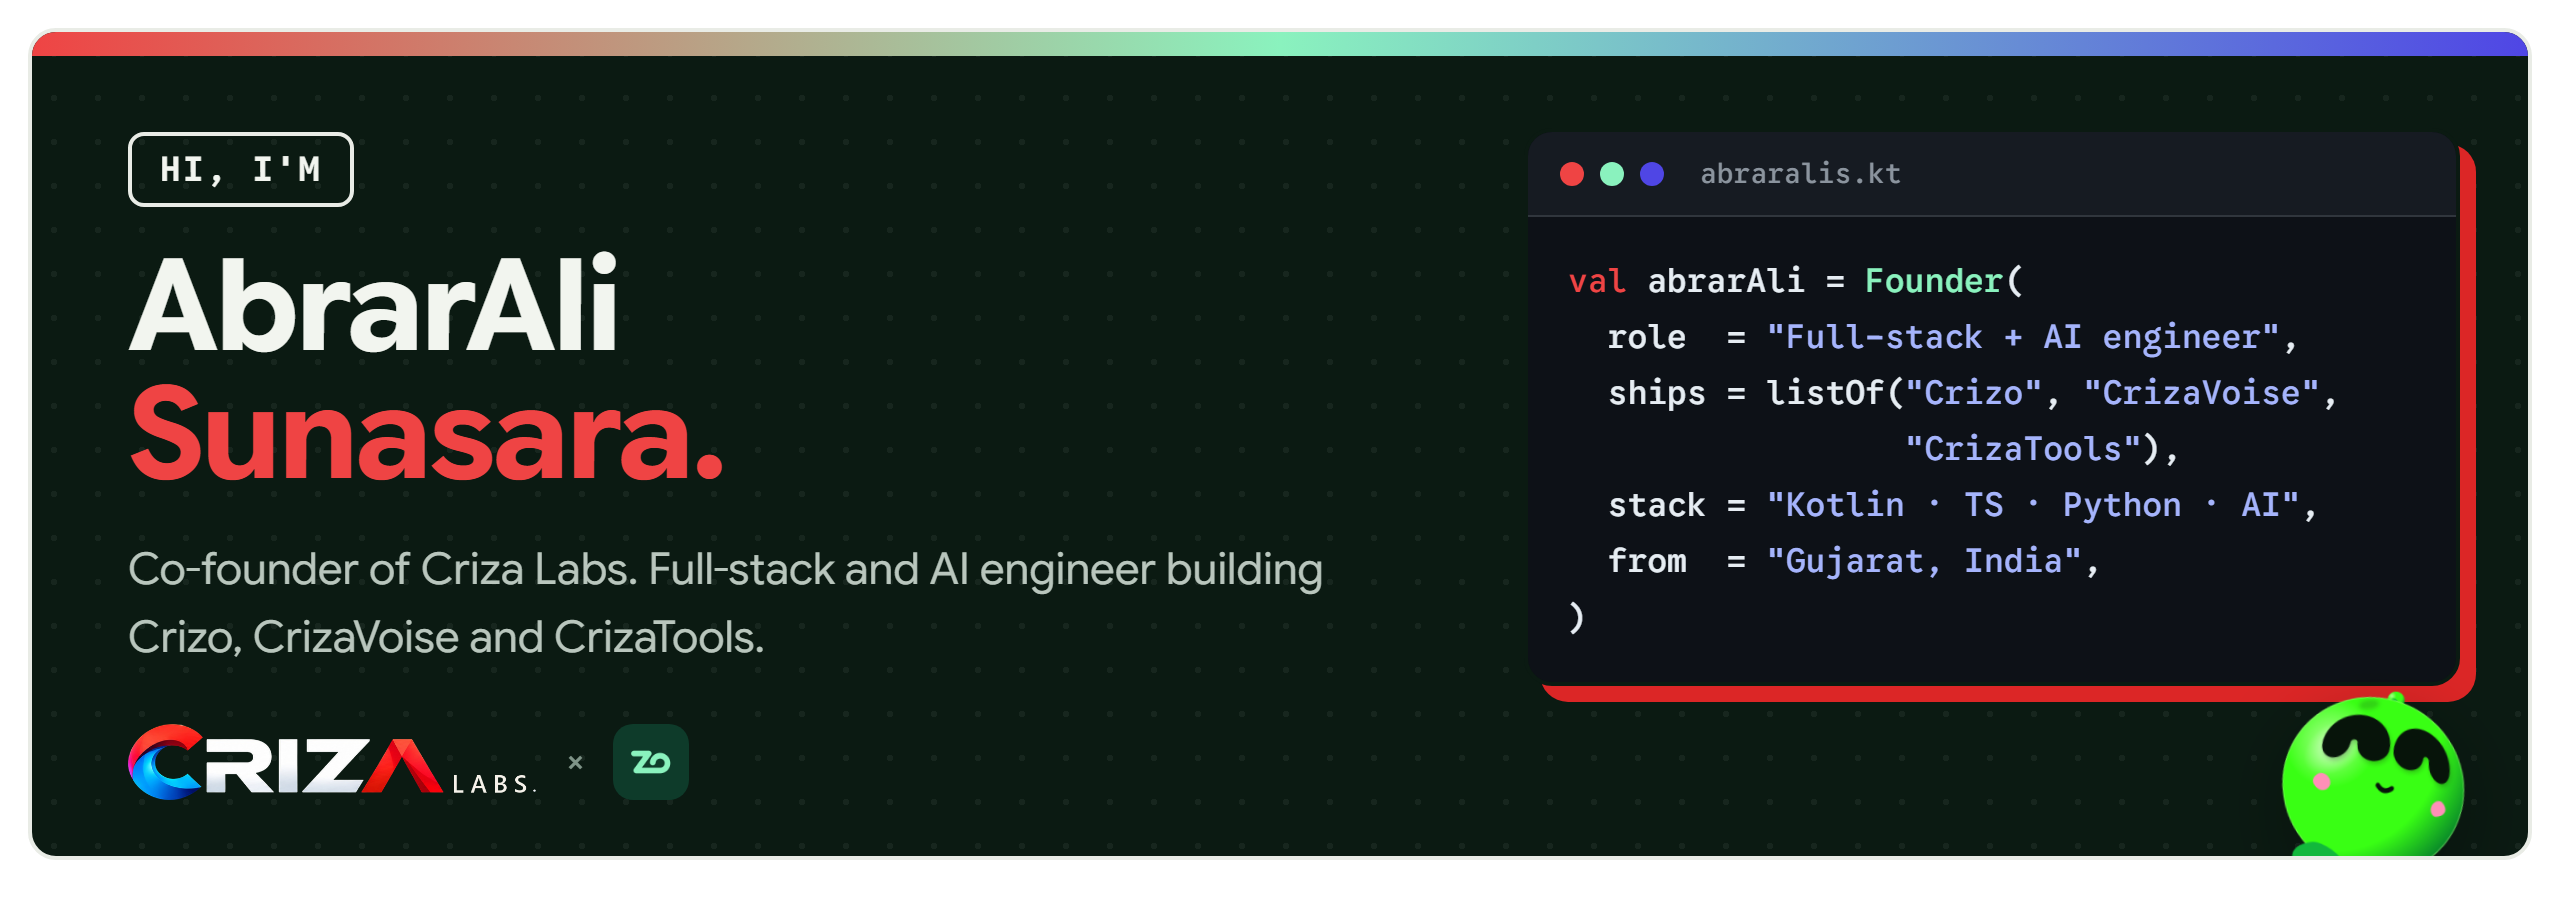 HI, I'M
AbrarAli
Sunasara.
Co-founder of Criza Labs. Full-stack and AI engineer building
Crizo, CrizaVoise and CrizaTools.
CRIZA LABS.
×
zo
abraralis.kt
val abrarAli = Founder(
  role  = "Full-stack + AI engineer",
  ships = listOf("Crizo", "CrizaVoise",
                 "CrizaTools"),
  stack = "Kotlin · TS · Python · AI",
  from  = "Gujarat, India",
)